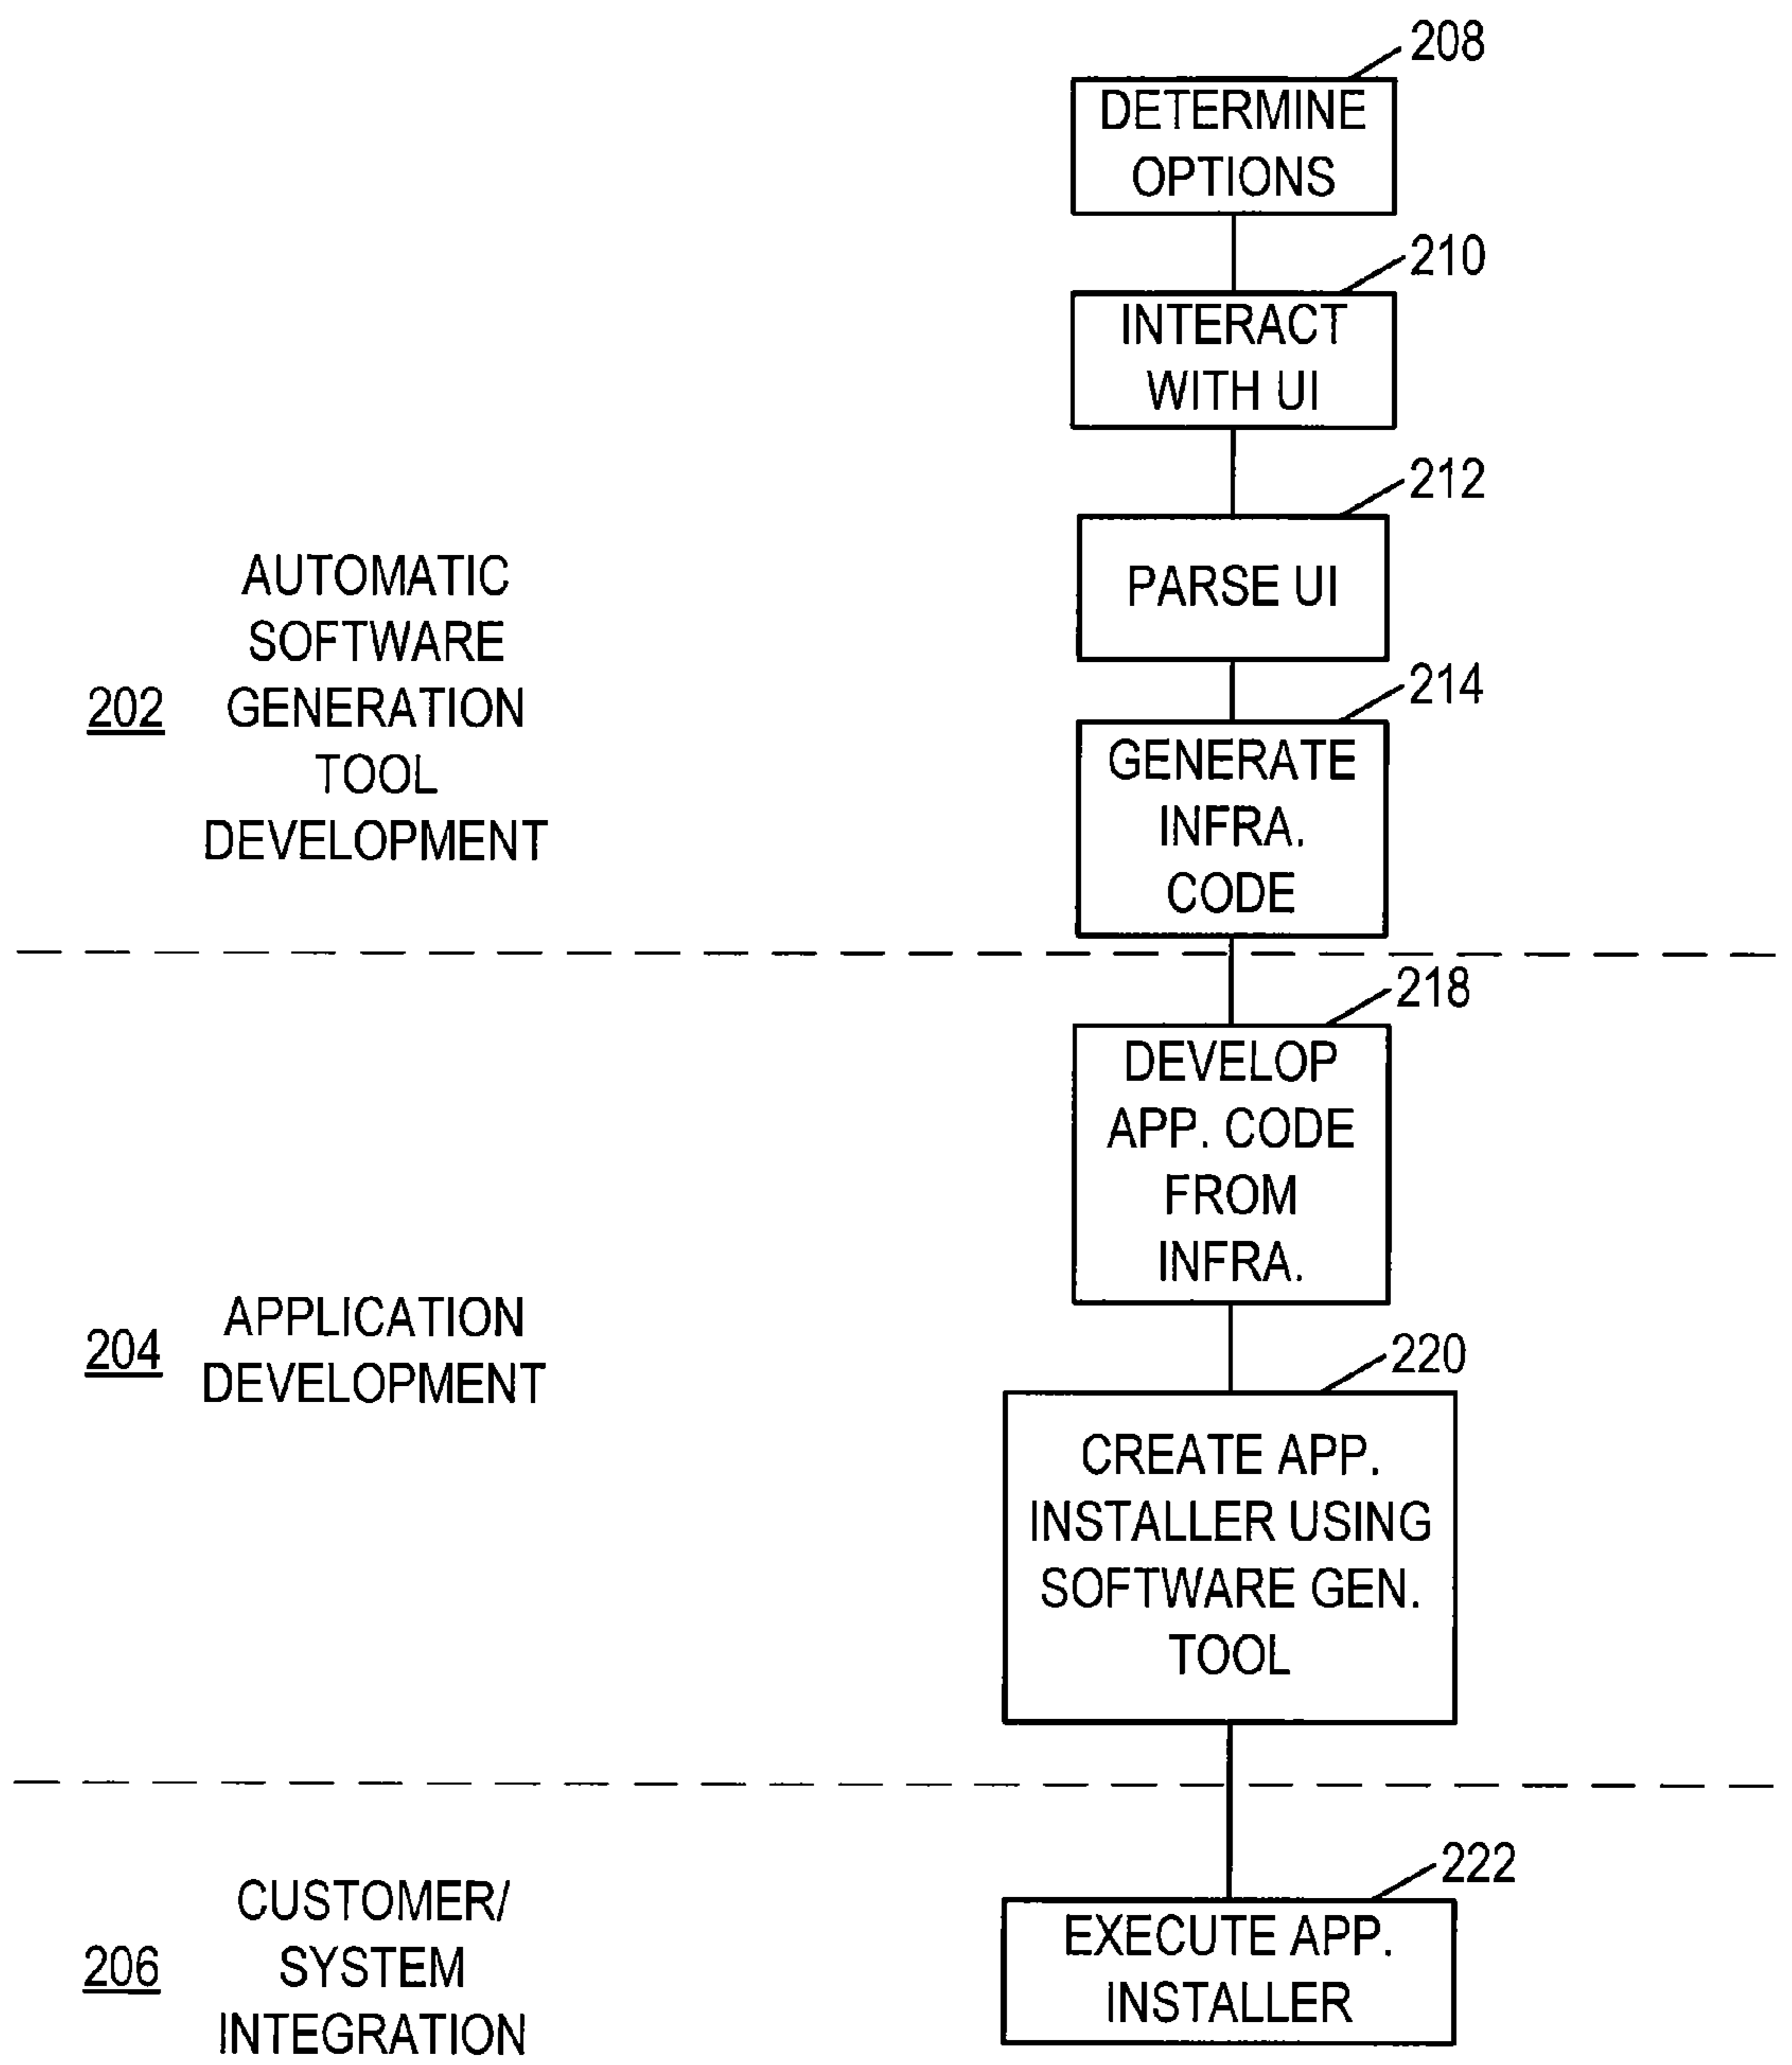 208
DETERMINE
OPTIONS
210
INTERACT
WITH UI
212
PARSE UI
214
GENERATE
INFRA.
CODE
AUTOMATIC
SOFTWARE
202 GENERATION
TOOL
DEVELOPMENT
218
DEVELOP
APP. CODE
FROM
INFRA.
APPLICATION
204 DEVELOPMENT
220
CREATE APP.
INSTALLER USING
SOFTWARE GEN.
TOOL
222
EXECUTE APP.
INSTALLER
CUSTOMER/
206 SYSTEM
INTEGRATION